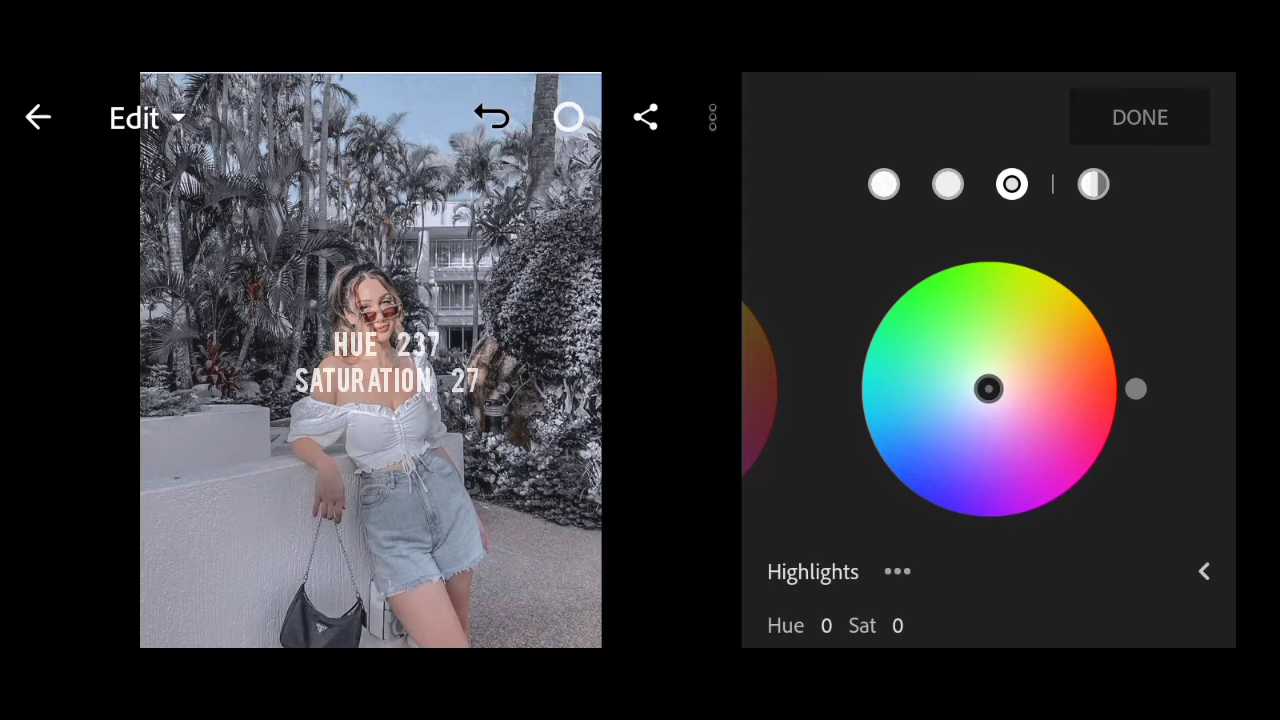 Edit
DONE
HUE 237
SATURATION 27
Highlights
Hue 0 Sat 0